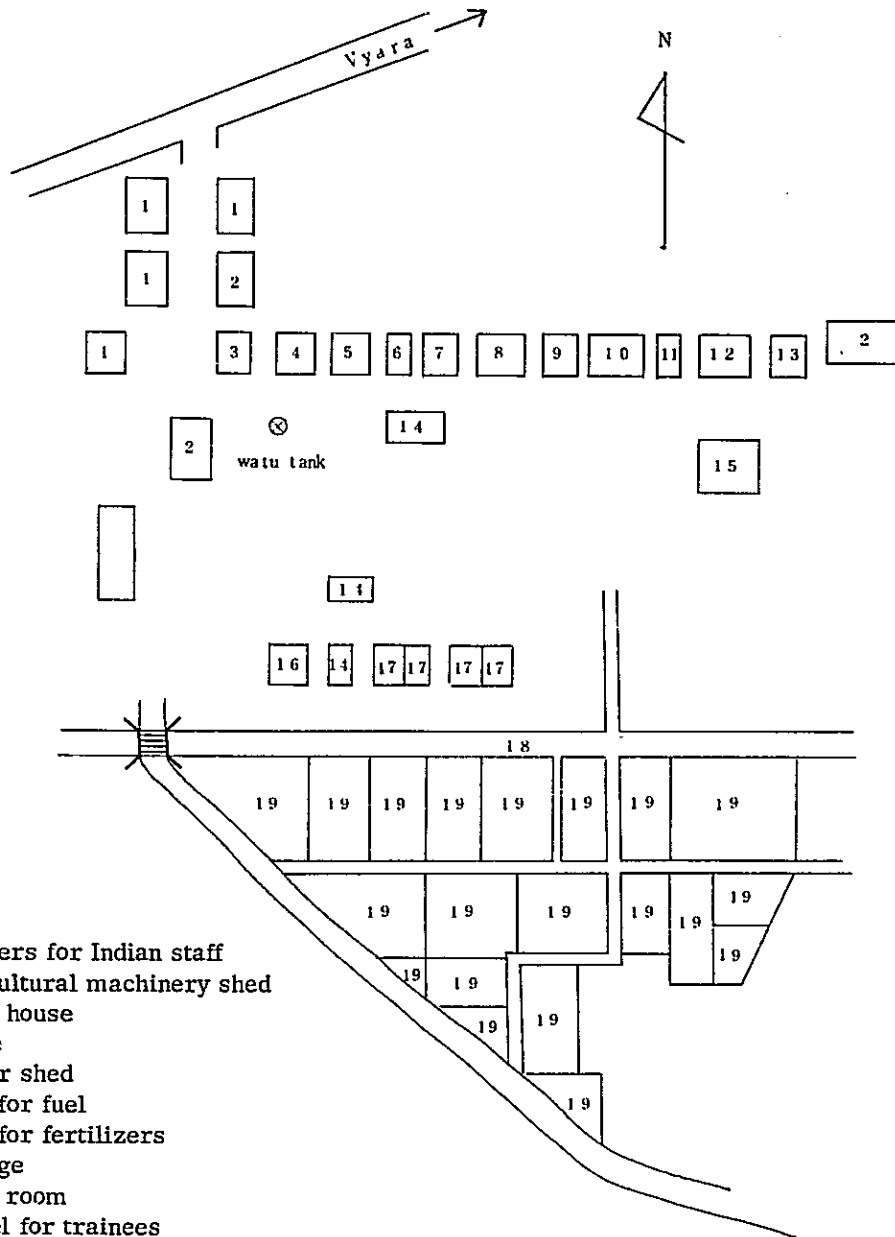 Vyara
N
1 1
1 2
1 3 4 5 6 7 8 9 10 11 12 13 2
2 watu tank 14 15
14
16 14 17 17 17 17
18
19 19 19 19 19 19 19 19
19 19 19 19 19 19
19
19 19
19 19
19
ers for Indian staff
ultural machinery shed
house
r shed
for fuel
for fertilizers
ge
room
el for trainees